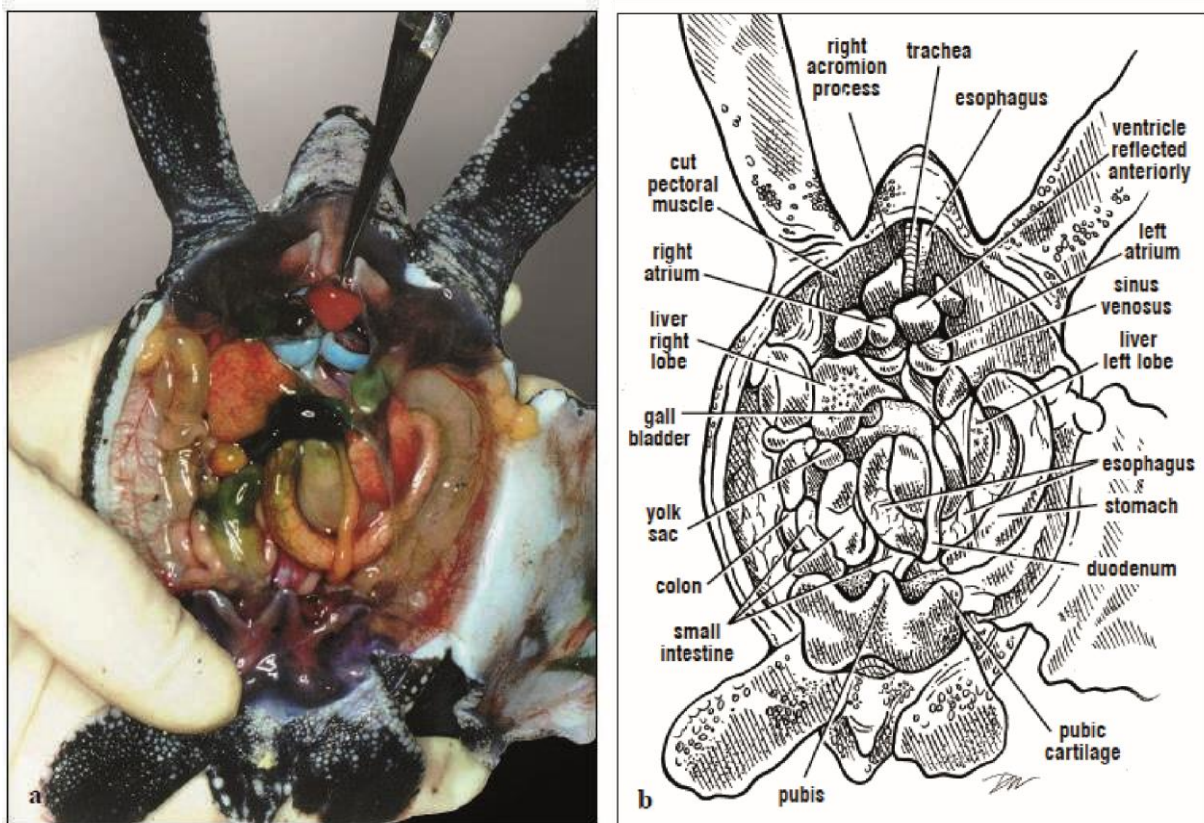 right
acromion
process
trachea
esophagus
ventricle
reflected
anteriorly
cut
pectoral
muscle
right
atrium
left
atrium
sinus
venosus
liver
right
lobe
liver
left lobe
gall
bladder
esophagus
stomach
yolk
sac
duodenum
colon
small
intestine
pubic
cartilage
pubis
a
b